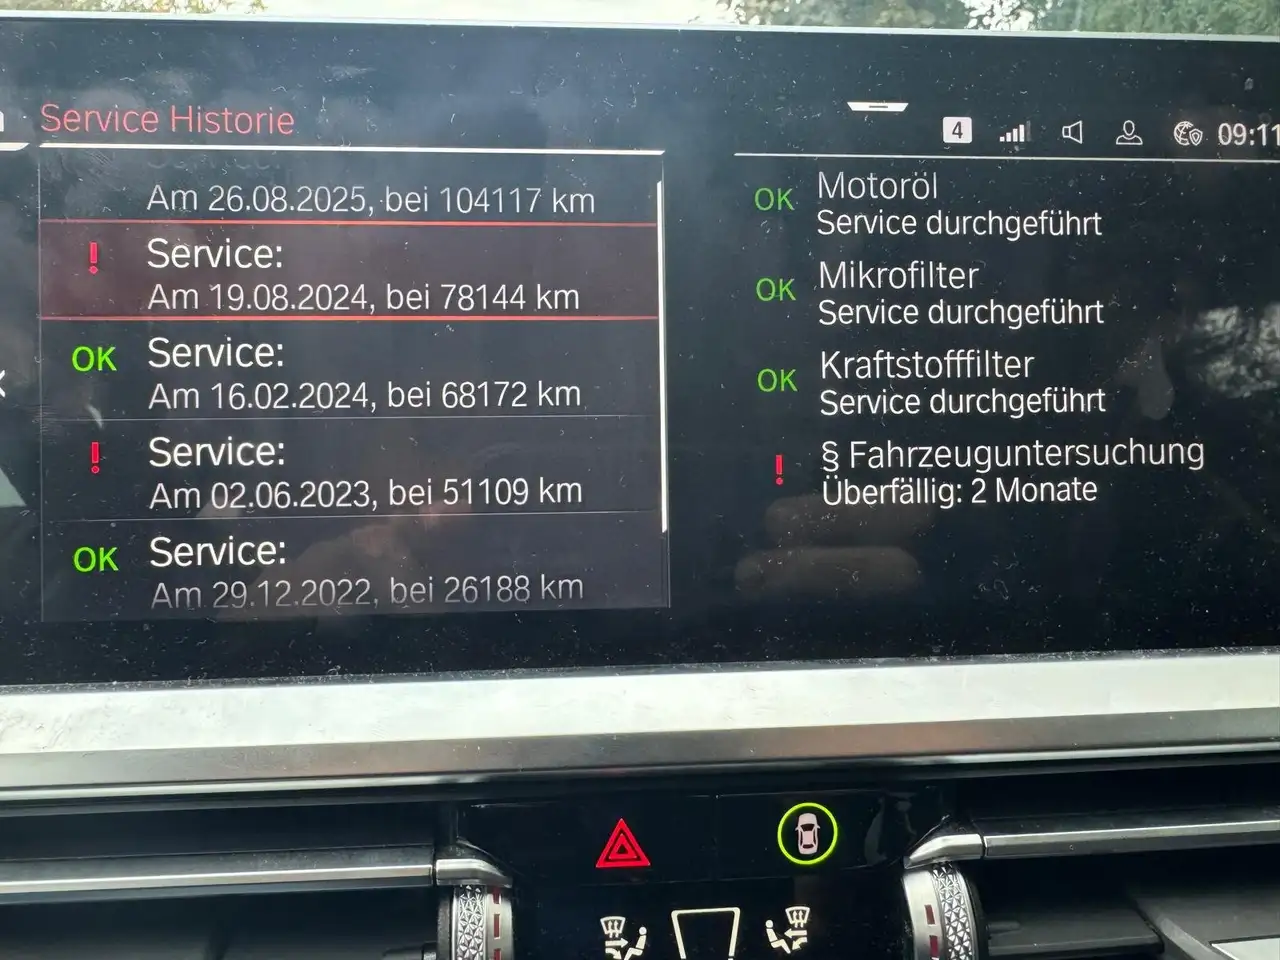 Service Historie
4
09:11
Am 26.08.2025, bei 104117 km
! Service:
Am 19.08.2024, bei 78144 km
OK Service:
Am 16.02.2024, bei 68172 km
! Service:
Am 02.06.2023, bei 51109 km
OK Service:
Am 29.12.2022, bei 26188 km
OK Motoröl
Service durchgeführt
OK Mikrofilter
Service durchgeführt
OK Kraftstofffilter
Service durchgeführt
! § Fahrzeuguntersuchung
Überfällig: 2 Monate